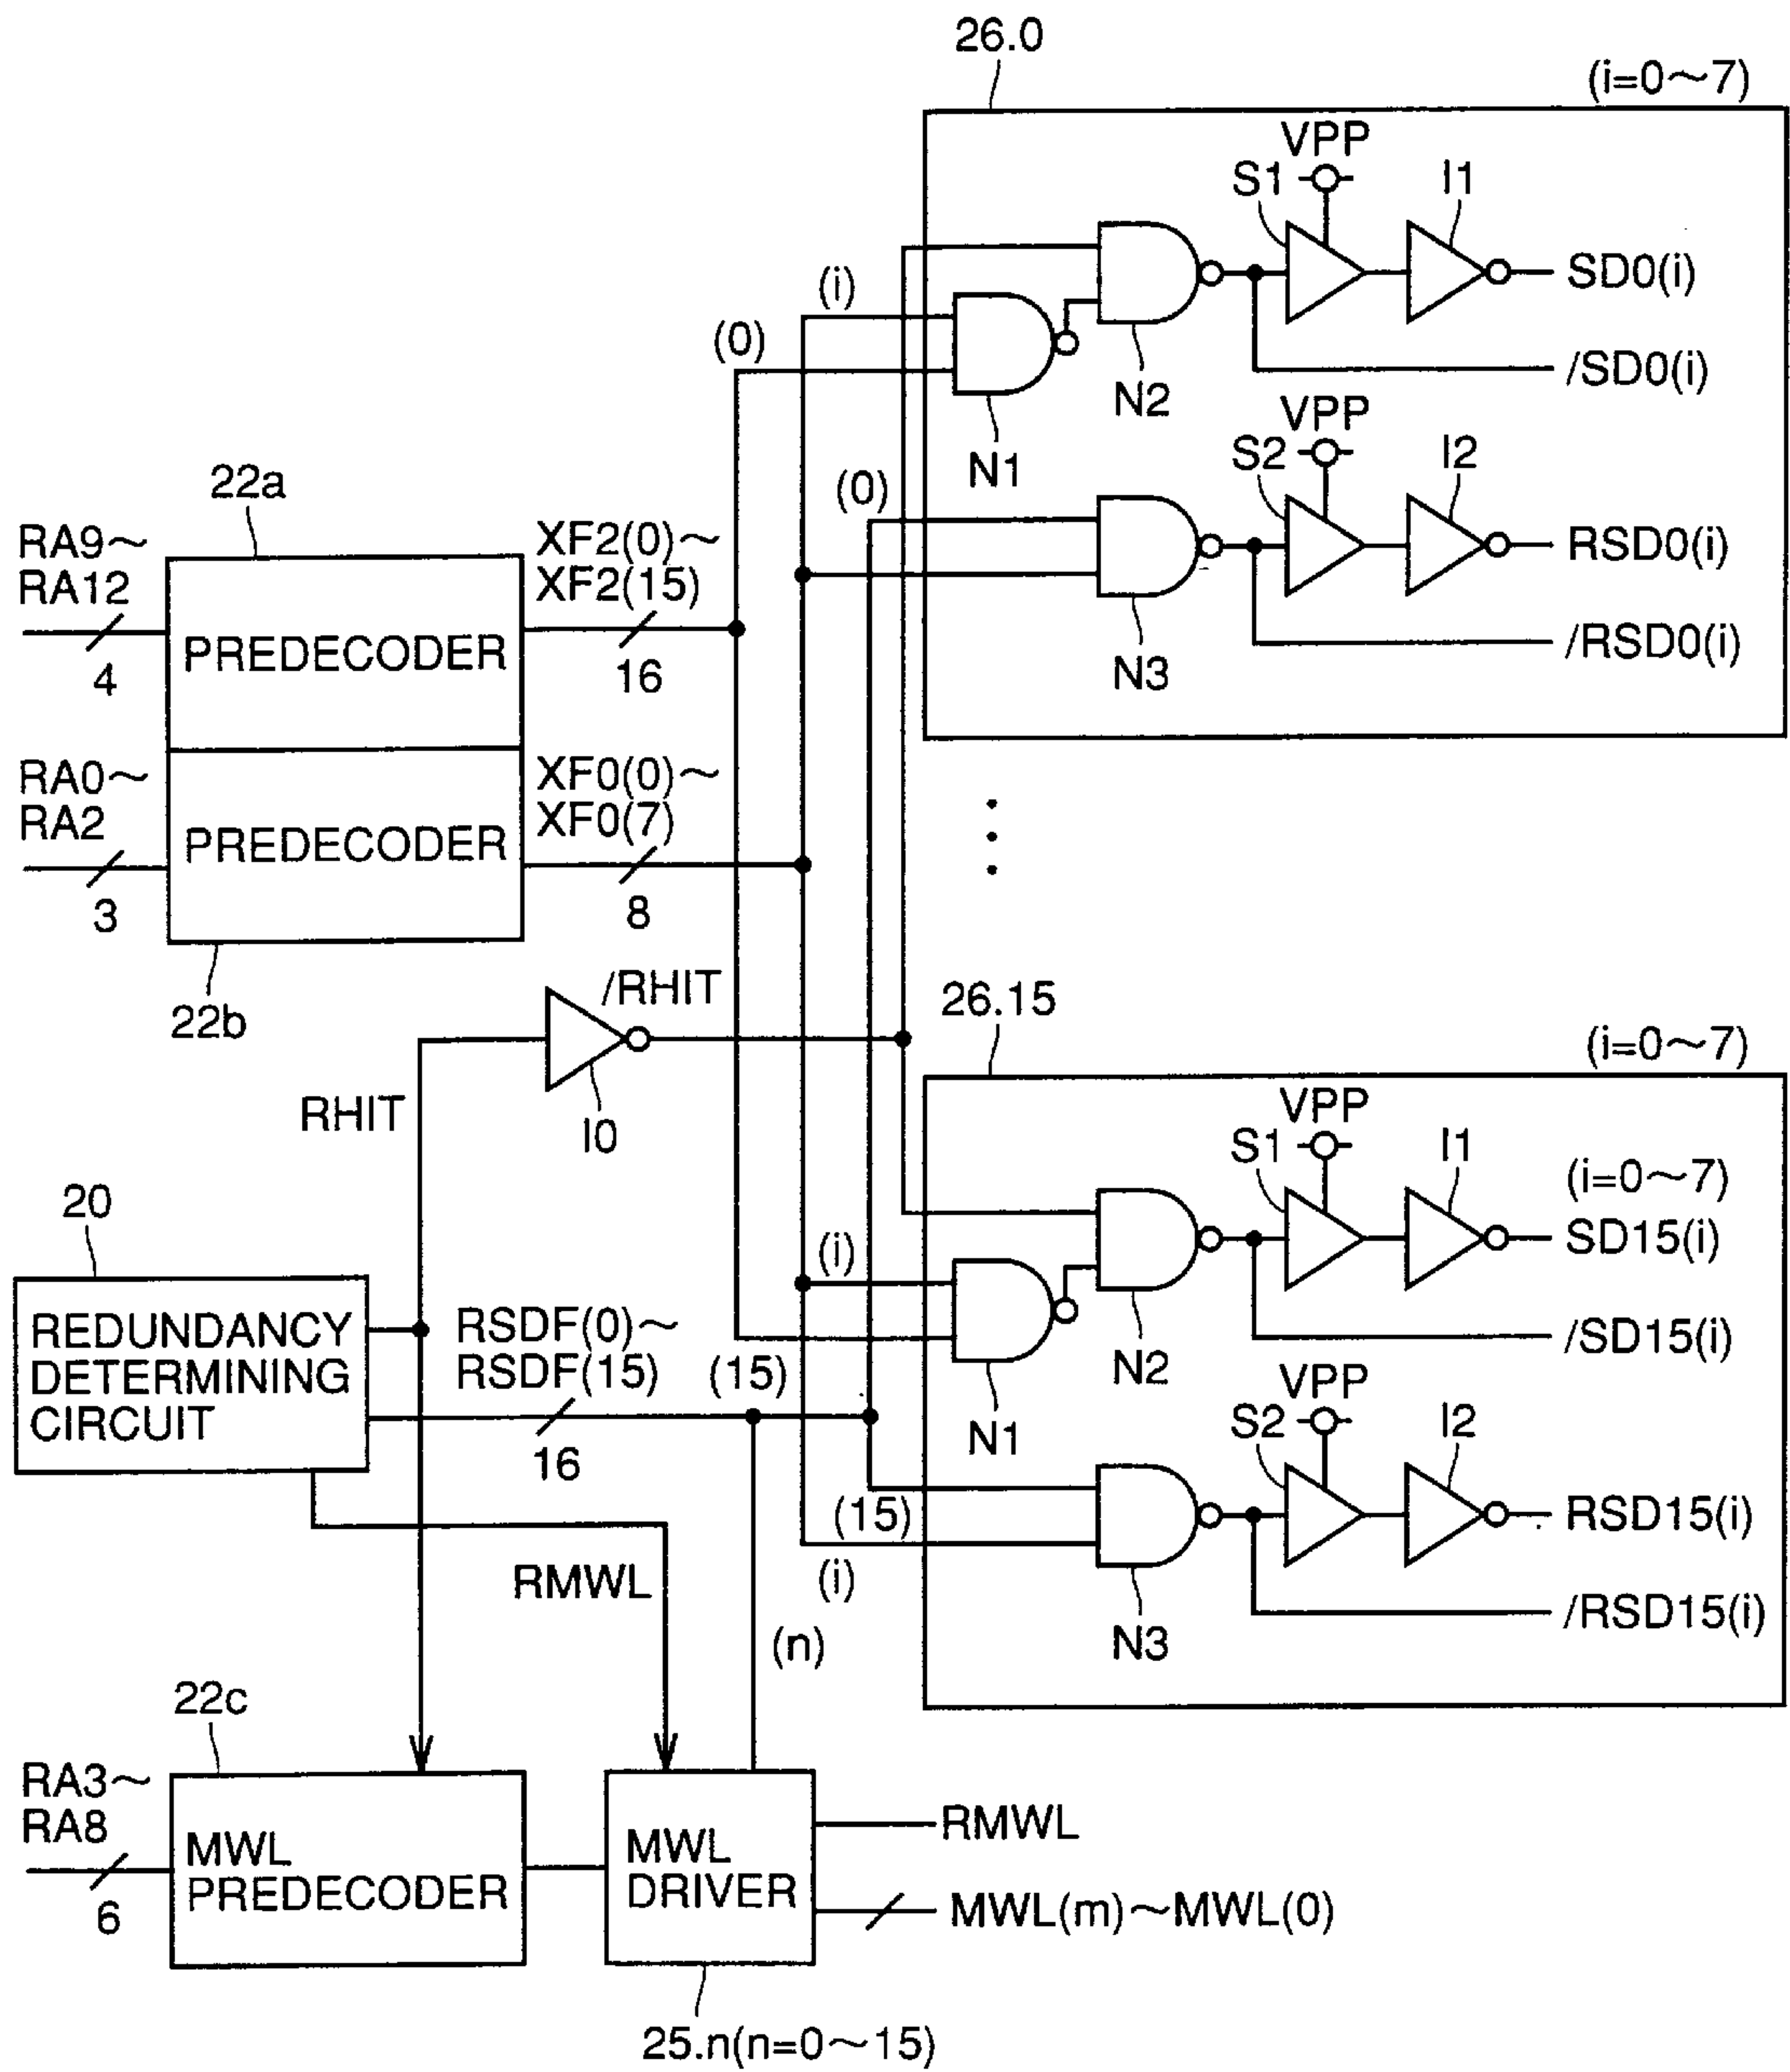 26.0
(i=0～7)
VPP
S1
I1
SD0(i)
(i)
(0)
/SD0(i)
N2
VPP
N1
S2
I2
22a
(0)
RA9～
RA12
XF2(0)～
XF2(15)
RSD0(i)
PREDECODER
4
16
N3
/RSD0(i)
RA0～
RA2
XF0(0)～
XF0(7)
PREDECODER
3
8
/RHIT
22b
26.15
(i=0～7)
RHIT
I0
VPP
S1
I1
(i=0～7)
20
SD15(i)
(i)
REDUNDANCY
DETERMINING
CIRCUIT
RSDF(0)～
RSDF(15)
(15)
N2
/SD15(i)
VPP
16
N1
S2
I2
(15)
RSD15(i)
RMWL
(i)
(n)
N3
/RSD15(i)
22c
RA3～
RA8
MWL
PREDECODER
MWL
DRIVER
RMWL
6
MWL(m)～MWL(0)
25.n(n=0～15)